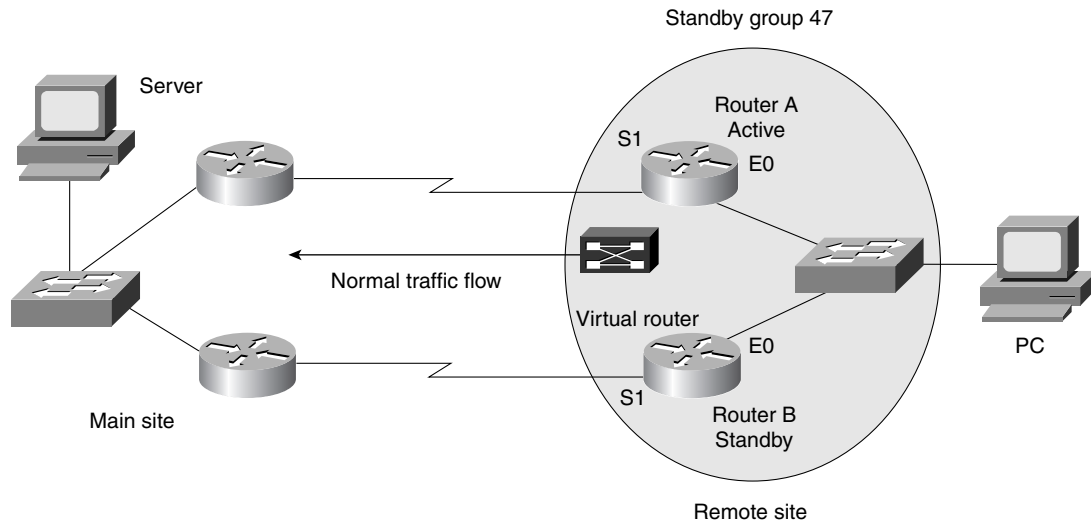 Standby group 47
Server
Router A
Active
S1
E0
Normal traffic flow
Virtual router
E0
PC
S1
Main site
Router B
Standby
Remote site